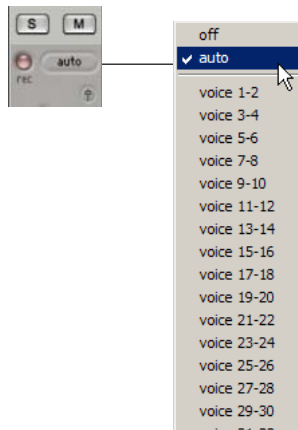 S M
auto
rec
off
✓ auto
voice 1-2
voice 3-4
voice 5-6
voice 7-8
voice 9-10
voice 11-12
voice 13-14
voice 15-16
voice 17-18
voice 19-20
voice 21-22
voice 23-24
voice 25-26
voice 27-28
voice 29-30